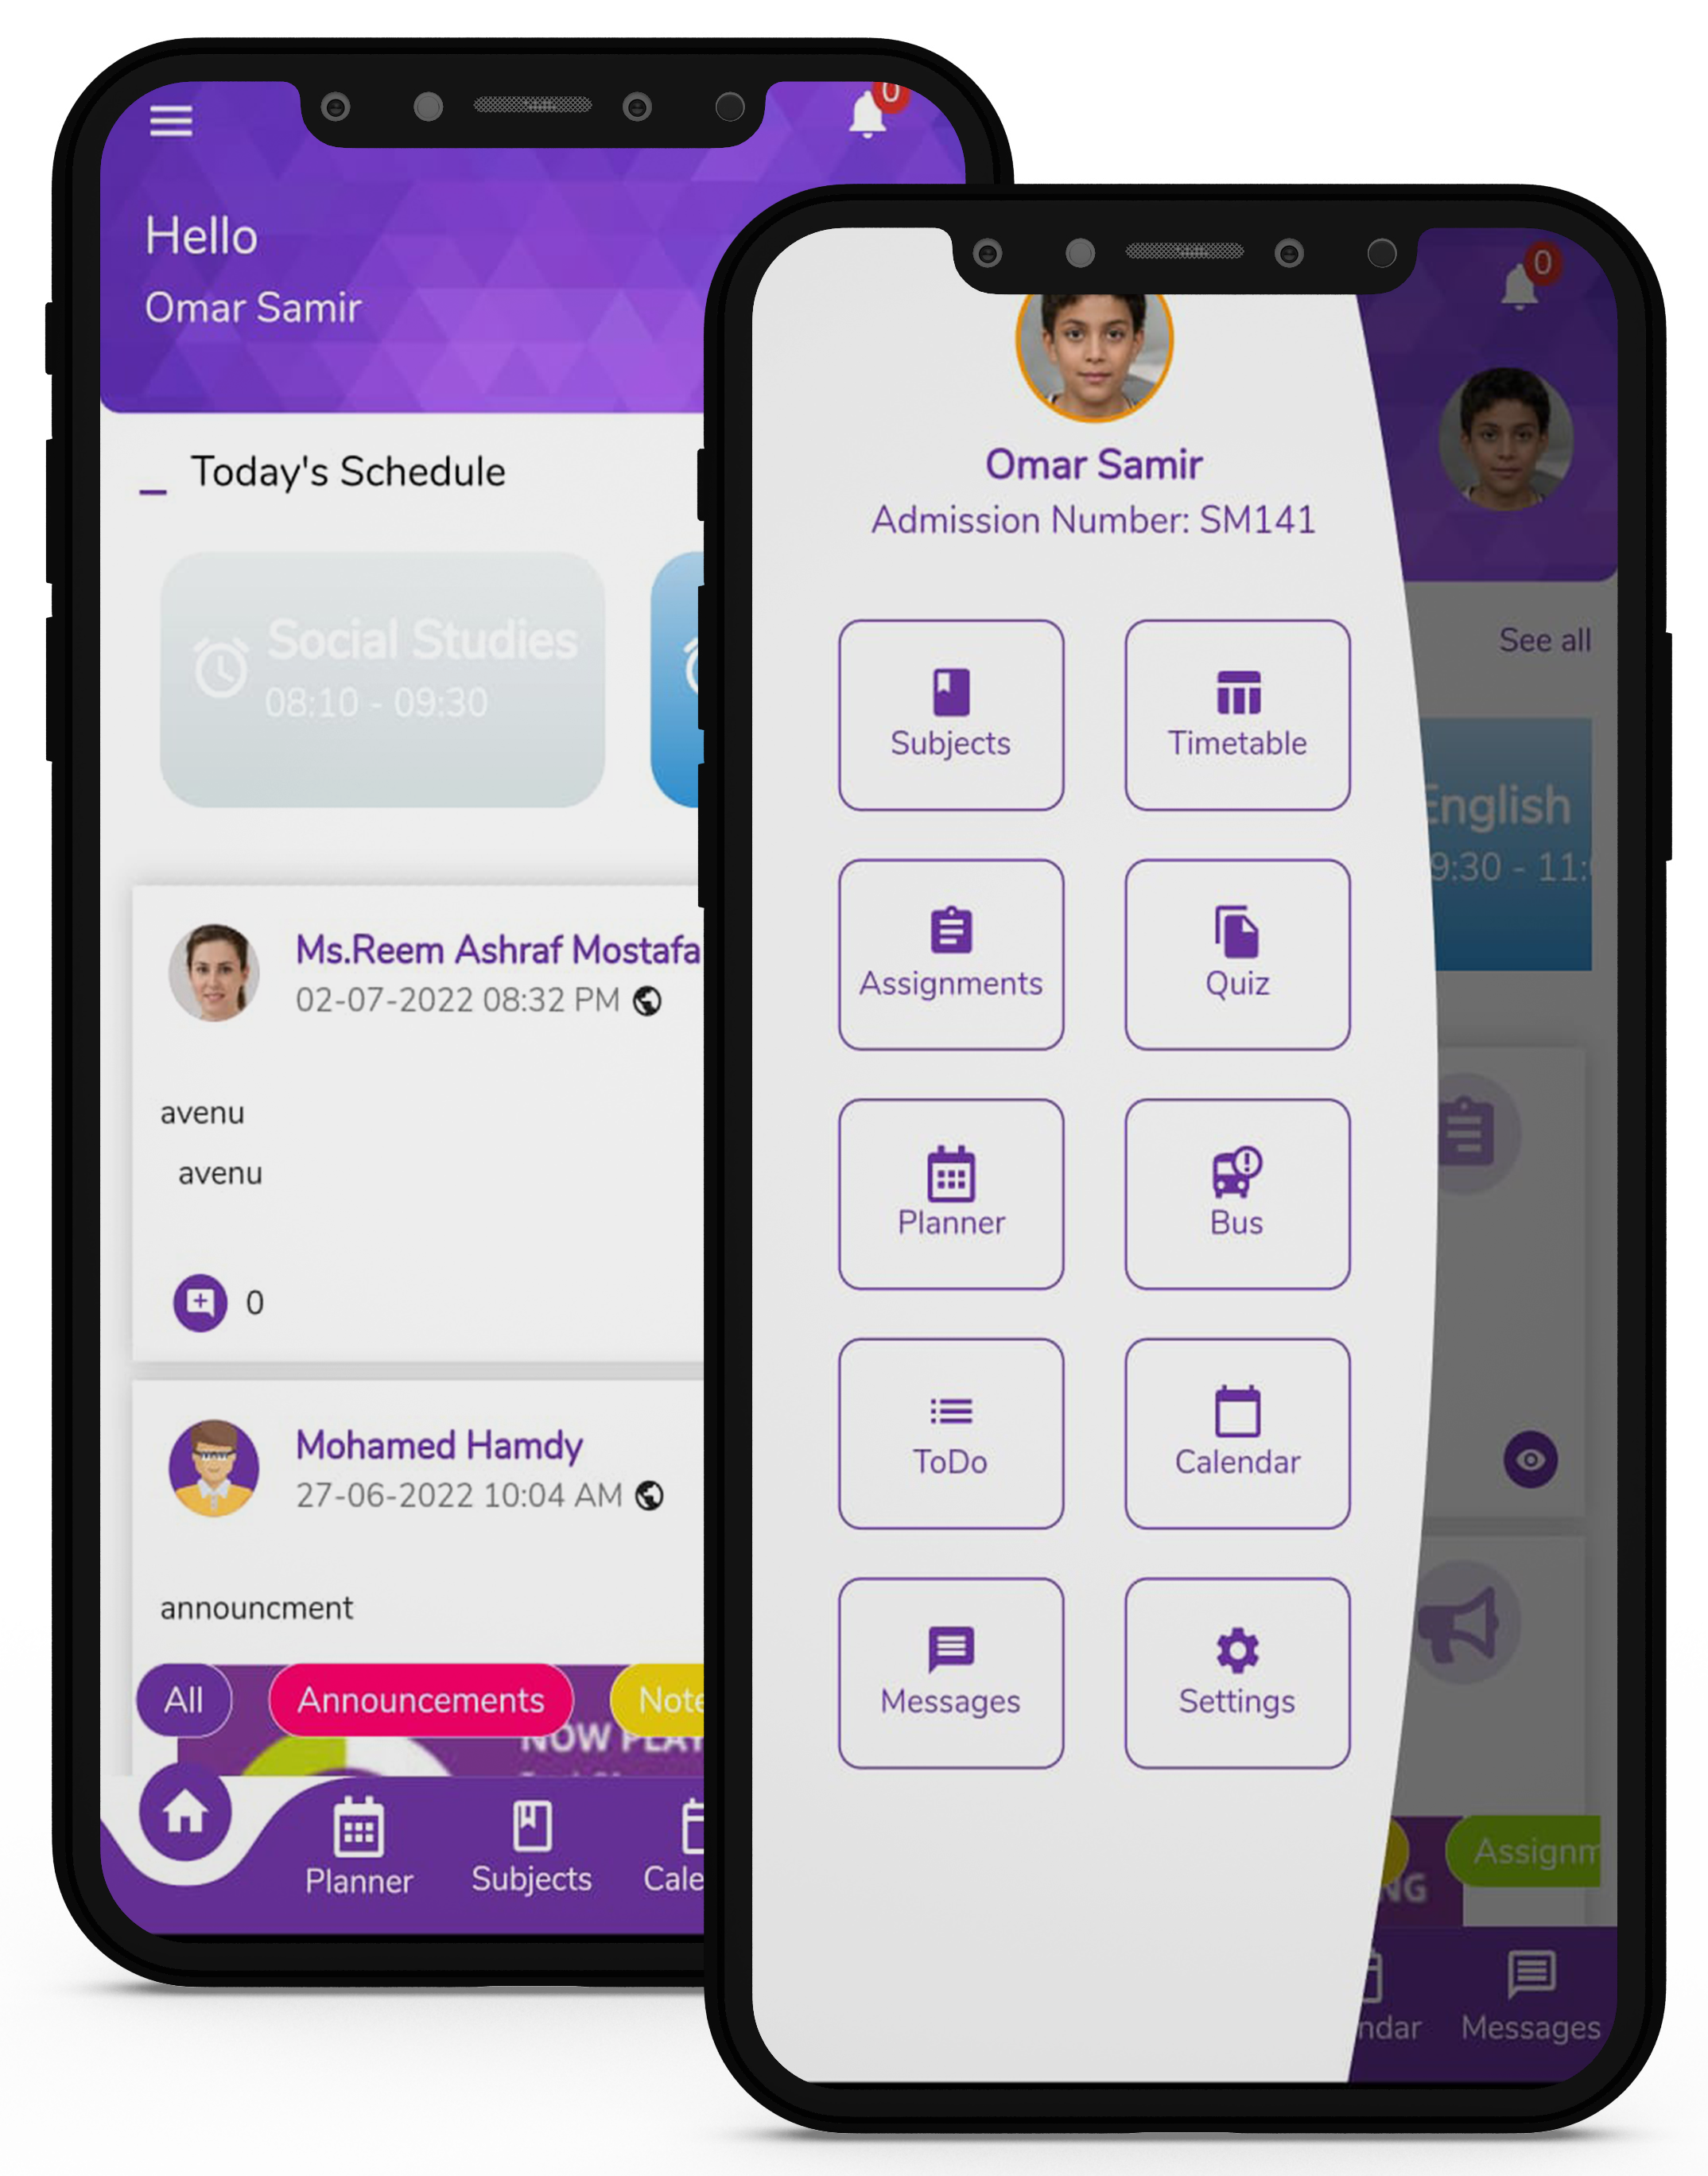 0
Hello
Omar Samir
Today's Schedule
Social Studies
08:10 - 09:30
Ms.Reem Ashraf Mostafa
02-07-2022 08:32 PM
avenu
avenu
0
Mohamed Hamdy
27-06-2022 10:04 AM
announcment
All
Announcements
Note
NOW PLAY
Planner
Subjects
Cale
0
Omar Samir
Admission Number: SM141
See all
Subjects
Timetable
English
9:30 - 11:
Assignments
Quiz
Planner
Bus
ToDo
Calendar
Messages
Settings
Assignm
NG
ndar
Messages